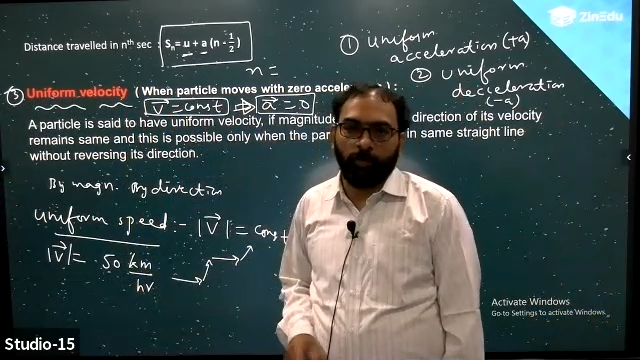 ZinEdu
Distance travelled in nth sec : Sn = u + a (n - 1/2)
n =
① Uniform
acceleration (+a)
② Uniform
deceleration
(-a)
③ Uniform velocity ( When particle moves with zero
V⃗ = const ⇒ a⃗ = 0
A particle is said to have uniform velocity, if magnitude direction of its velocity
remains same and this is possible only when the in same straight line
without reversing its direction.
By magn. By direction
Uniform speed :- |V⃗| = const
|V⃗| = 50 km/hr
Activate Windows
Go to Settings to activate Windows.
Studio-15